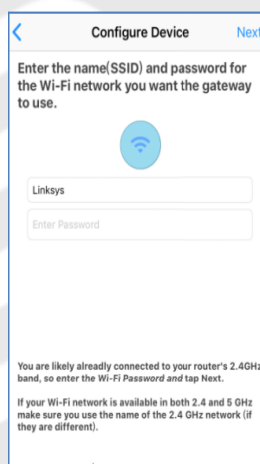 Configure Device
Next
Enter the name(SSID) and password for
the Wi-Fi network you want the gateway
to use.
Linksys
Enter Password
You are likely alreadly connected to your router's 2.4GHz
band, so enter the Wi-Fi Password and tap Next.
If your Wi-Fi network is available in both 2.4 and 5 GHz
make sure you use the name of the 2.4 GHz network (if
they are different).